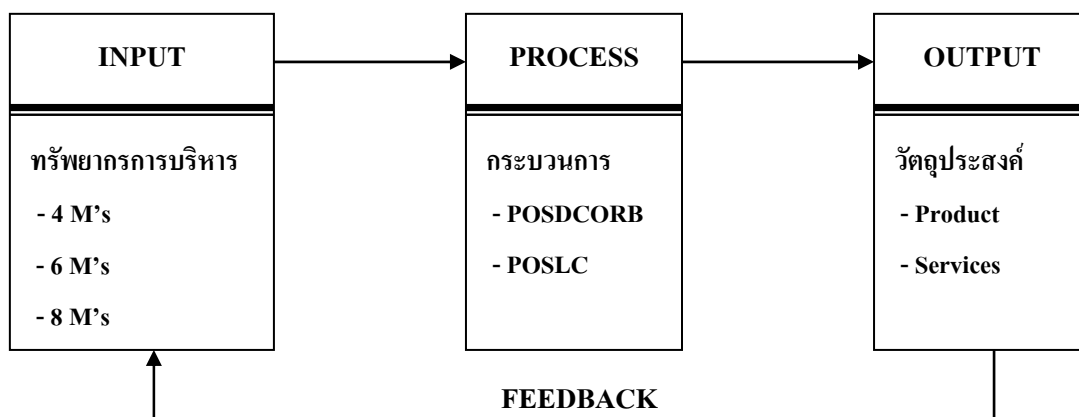 INPUT
ทรัพยากรการบริหาร
- 4 M’s
- 6 M’s
- 8 M’s
PROCESS
กระบวนการ
- POSDCORB
- POSLC
OUTPUT
วัตถุประสงค์
- Product
- Services
FEEDBACK